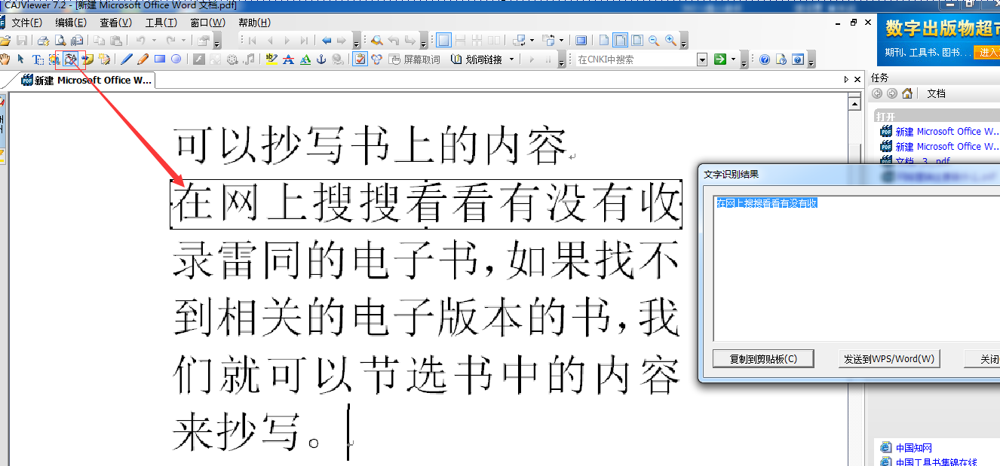 CAJViewer 7.2 - [新建 Microsoft Office Word 文档.pdf]
文件(F) 编辑(E) 查看(V) 工具(T) 窗口(W) 帮助(H)
屏幕取词 划词链接 在CNKI中搜索
新建 Microsoft Office W...
数字出版物超市
期刊、工具书、图书... 进入
任务
文档
打开
新建 Microsoft Office W...
新建 Microsoft Office W...
文档 3.pdf
可以抄写书上的内容
在网上搜搜看看有没有收
录雷同的电子书,如果找不
到相关的电子版本的书,我
们就可以节选书中的内容
来抄写。
文字识别结果
在网上搜搜看看有没有收
复制到剪贴板(C) 发送到WPS/Word(W) 关闭
中国知网
中国工具书集锦在线